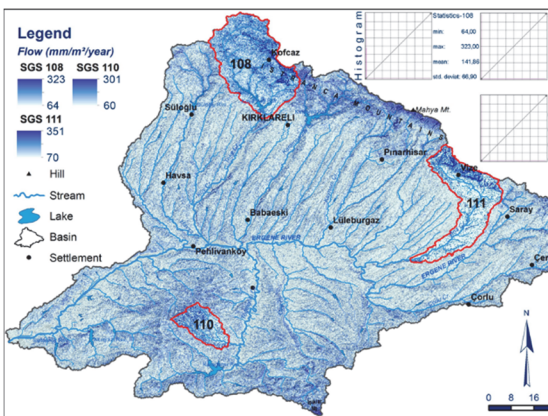 Legend
Flow (mm/m²/year)
SGS 108 SGS 110
323 301
64 60
SGS 111
351
70
Hill
Stream
Lake
Basin
Settlement
Histogram
Statistics-108
min: 64,00
max: 323,00
mean: 141,86
std. deviat: 66,90
108
Kofcaz
Süloglu
KIRKLARELİ
Mahya Mt.
Pınarhisar
Vize
Havsa
111
Saray
Babaeski
Lüleburgaz
ERGENE RIVER
Pehlivanköy
ERGENE RIVER
Çer
Çorlu
110
N
0 8 16